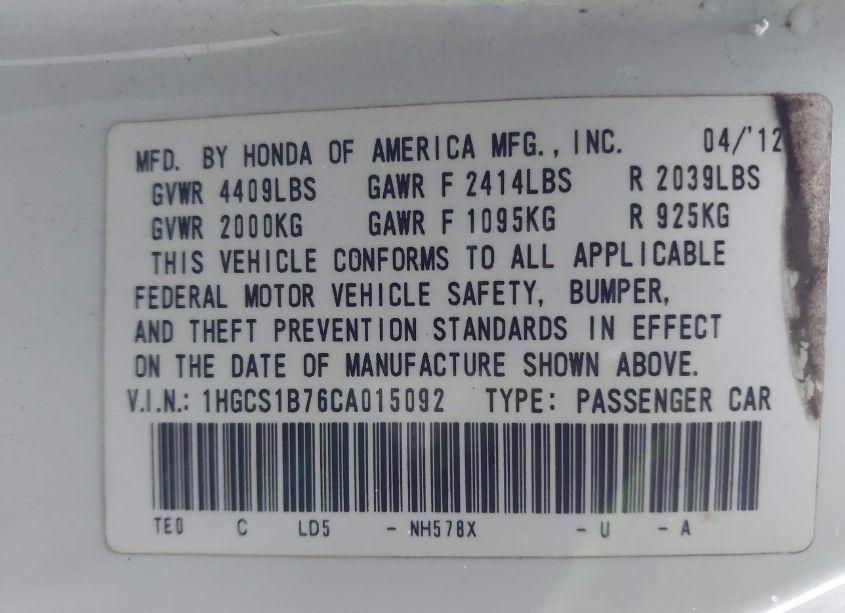 MFD. BY HONDA OF AMERICA MFG., INC. 04/'12
GVWR 4409LBS GAWR F 2414LBS R 2039LBS
GVWR 2000KG GAWR F 1095KG R 925KG
THIS VEHICLE CONFORMS TO ALL APPLICABLE
FEDERAL MOTOR VEHICLE SAFETY, BUMPER,
AND THEFT PREVENTION STANDARDS IN EFFECT
ON THE DATE OF MANUFACTURE SHOWN ABOVE.
V.I.N.: 1HGCS1B76CA015092 TYPE: PASSENGER CAR
TE0 C LD5 - NH578X - U - A